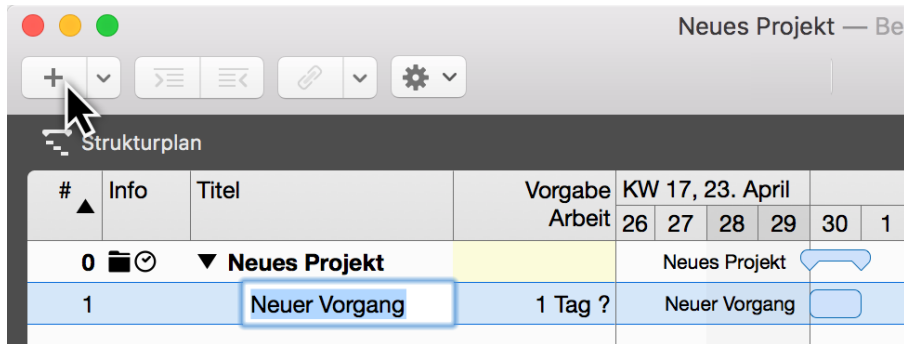 Neues Projekt — Be
Strukturplan
# Info Titel Vorgabe Arbeit KW 17, 23. April
26 27 28 29 30 1
0 Neues Projekt Neues Projekt
1 Neuer Vorgang 1 Tag ? Neuer Vorgang